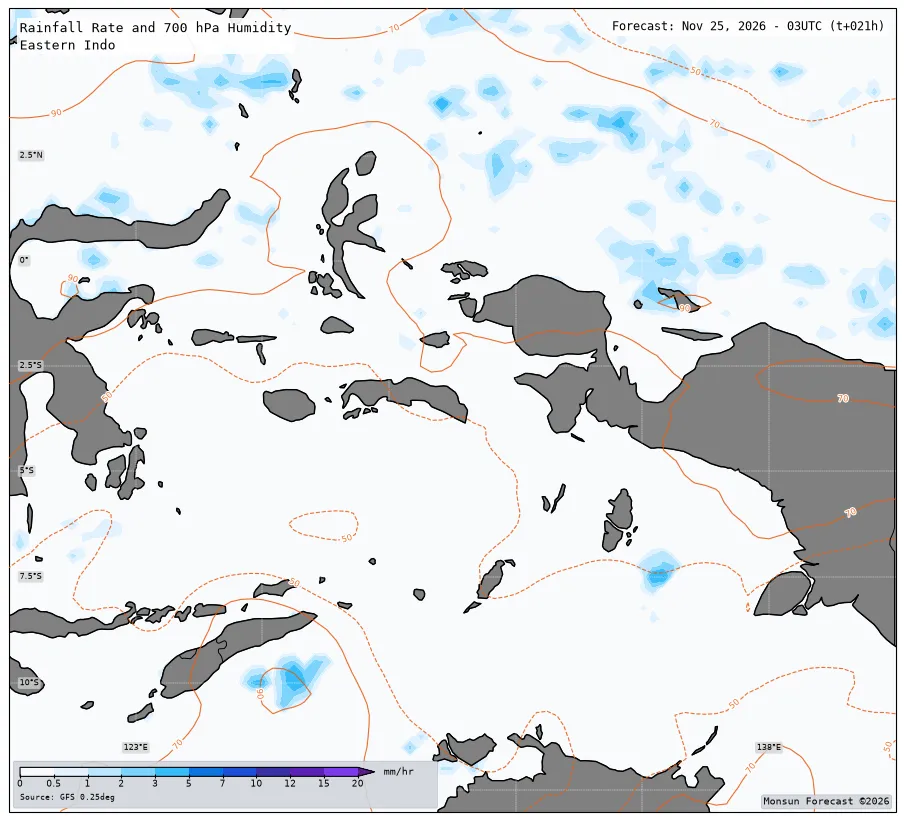 Rainfall Rate and 700 hPa Humidity
Eastern Indo
Forecast: Nov 25, 2026 - 03UTC (t+021h)
70
50
90
70
2.5°N
0°
90
90
2.5°S
50
70
5°S
70
50
7.5°S
50
10°S
90
50
70
50
70
123°E
138°E
0 0.5 1 2 3 5 7 10 12 15 20 mm/hr
Source: GFS 0.25deg
Monsun Forecast ©2026